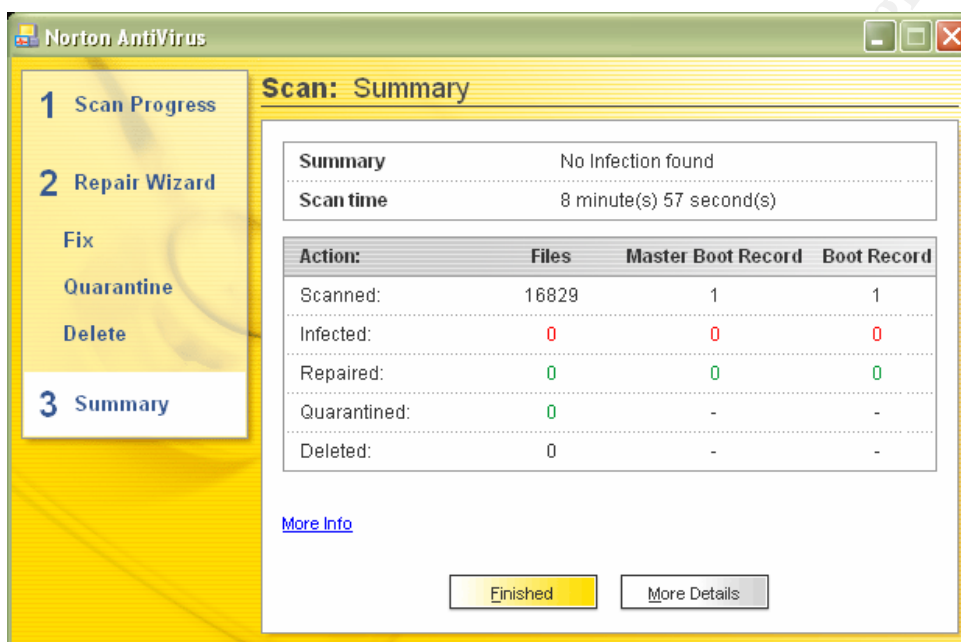 Norton AntiVirus
1 Scan Progress
2 Repair Wizard
Fix
Quarantine
Delete
3 Summary
Scan: Summary
Summary No Infection found
Scan time 8 minute(s) 57 second(s)
Action: Files Master Boot Record Boot Record
Scanned: 16829 1 1
Infected: 0 0 0
Repaired: 0 0 0
Quarantined: 0 - -
Deleted: 0 - -
More Info
Finished More Details